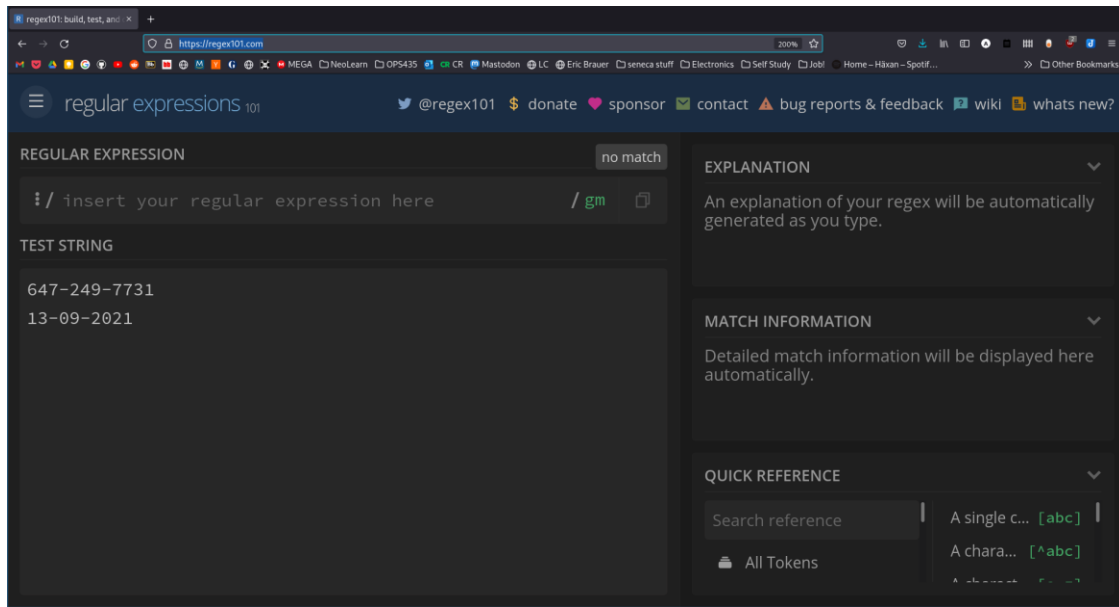 regex101: build, test, and
https://regex101.com
200%
MEGA
NeoLearn
OPS435
CR CR
Mastodon
LC
Eric Brauer
seneca stuff
Electronics
Self Study
Job!
Home – Häxan – Spotif...
Other Bookmarks
regular expressions 101
@regex101
$ donate
sponsor
contact
bug reports & feedback
wiki
whats new?
REGULAR EXPRESSION
no match
/ insert your regular expression here / gm
TEST STRING
647-249-7731
13-09-2021
EXPLANATION
An explanation of your regex will be automatically
generated as you type.
MATCH INFORMATION
Detailed match information will be displayed here
automatically.
QUICK REFERENCE
Search reference
All Tokens
A single c... [abc]
A chara... [^abc]